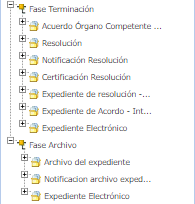 Fase Terminación
Acuerdo Órgano Competente ...
Resolución
Notificación Resolución
Certificación Resolución
Expediente de resolución -...
Expediente de Acordo - Int...
Expediente Electrónico
Fase Archivo
Archivo del expediente
Notificacion archivo exped...
Expediente Electrónico